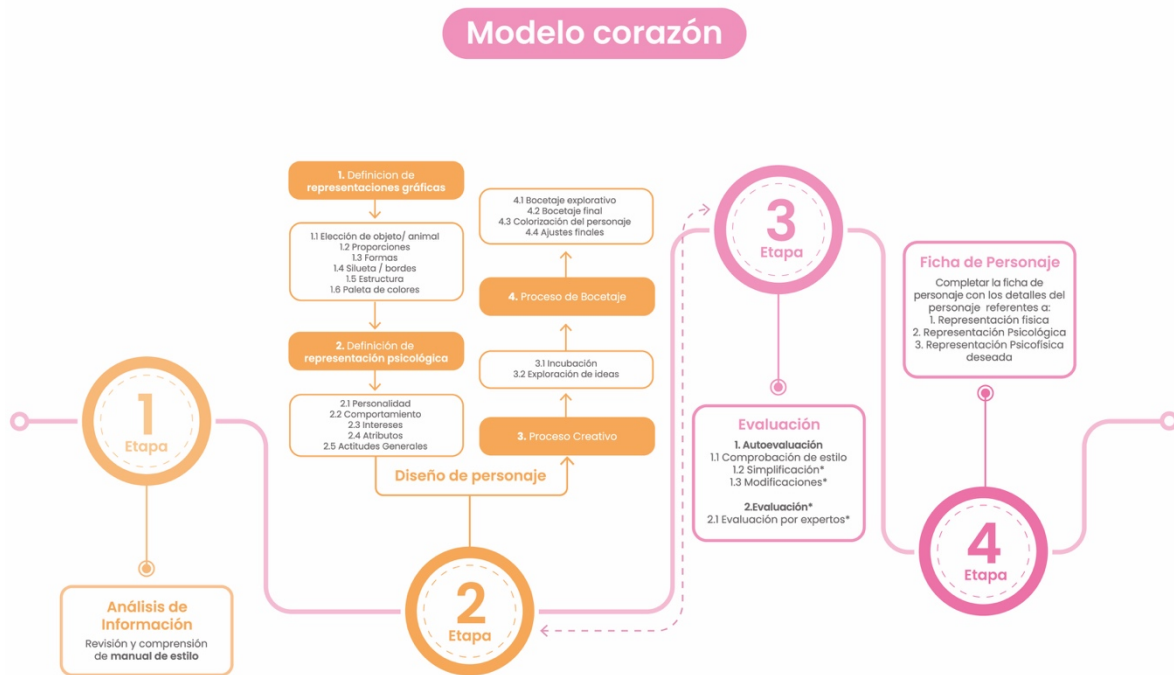 Modelo corazón
1
Etapa
Análisis de
Información
Revisión y comprensión
de manual de estilo
1. Definicion de
representaciones gráficas
1.1 Elección de objeto/ animal
1.2 Proporciones
1.3 Formas
1.4 Silueta / bordes
1.5 Estructura
1.6 Paleta de colores
2. Definición de
representación psicológica
2.1 Personalidad
2.2 Comportamiento
2.3 Intereses
2.4 Atributos
2.5 Actitudes Generales
Diseño de personaje
3. Proceso Creativo
3.1 Incubación
3.2 Exploración de ideas
4. Proceso de Bocetaje
4.1 Bocetaje explorativo
4.2 Bocetaje final
4.3 Colorización del personaje
4.4 Ajustes finales
2
Etapa
3
Etapa
Evaluación
1. Autoevaluación
1.1 Comprobación de estilo
1.2 Simplificación*
1.3 Modificaciones*
2.Evaluación*
2.1 Evaluación por expertos*
Ficha de Personaje
Completar la ficha de
personaje con los detalles del
personaje referentes a:
1. Representación física
2. Representación Psicológica
3. Representación Psicofísica
deseada
4
Etapa